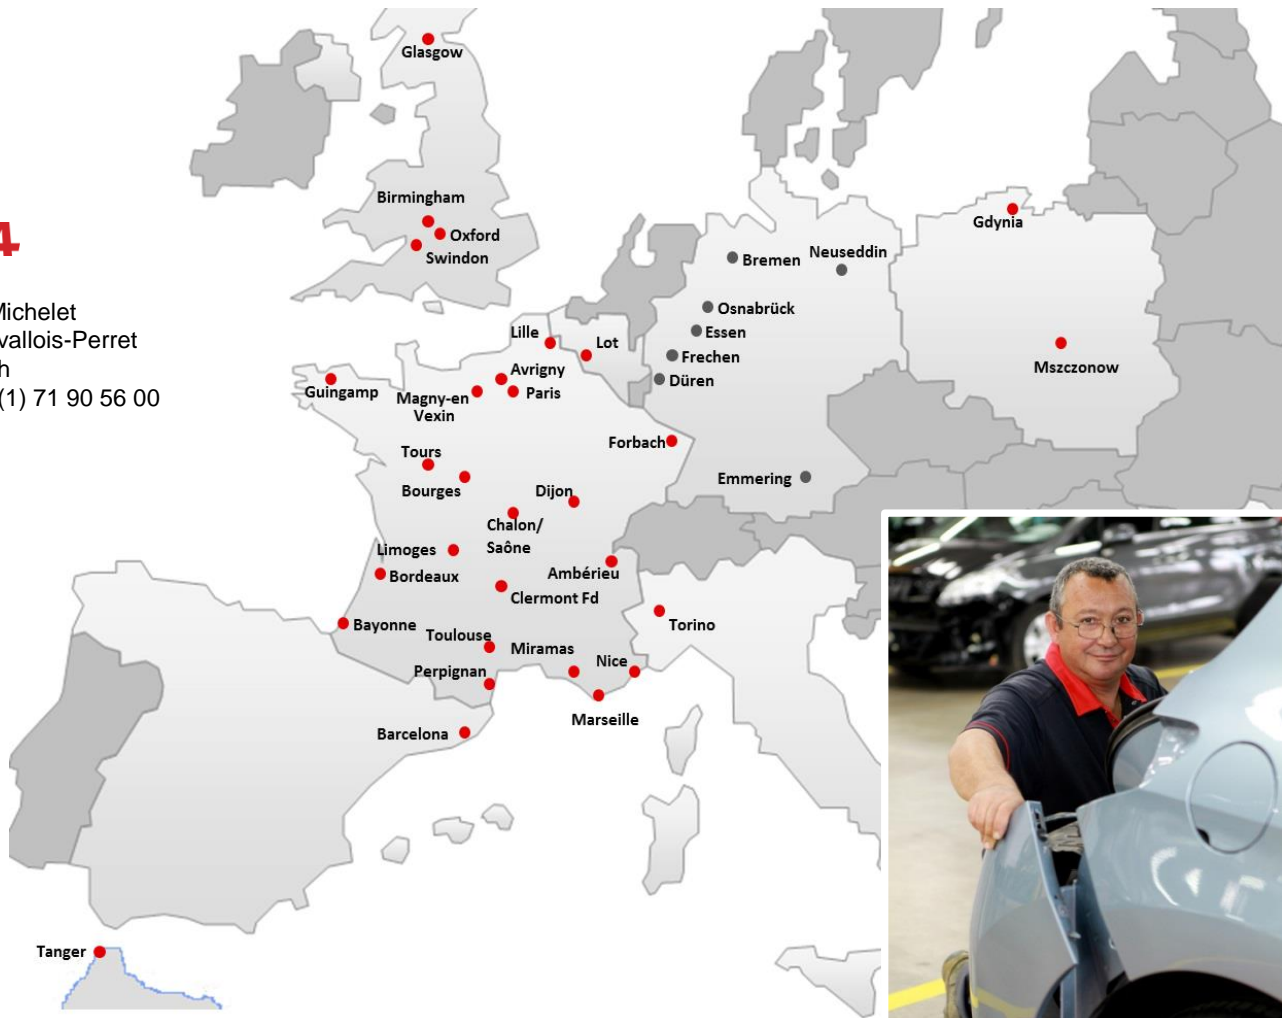 4
Michelet
vallois-Perret
h
(1) 71 90 56 00
Glasgow
Birmingham
Oxford
Swindon
Gdynia
Neuseddin
Bremen
Osnabrück
Essen
Frechen
Düren
Mszczonow
Lille
Lot
Avrigny
Paris
Magny-en
Vexin
Guingamp
Forbach
Tours
Bourges
Emmering
Dijon
Chalon/
Saône
Limoges
Bordeaux
Ambérieu
Clermont Fd
Bayonne
Torino
Toulouse
Miramas
Nice
Perpignan
Marseille
Barcelona
Tanger